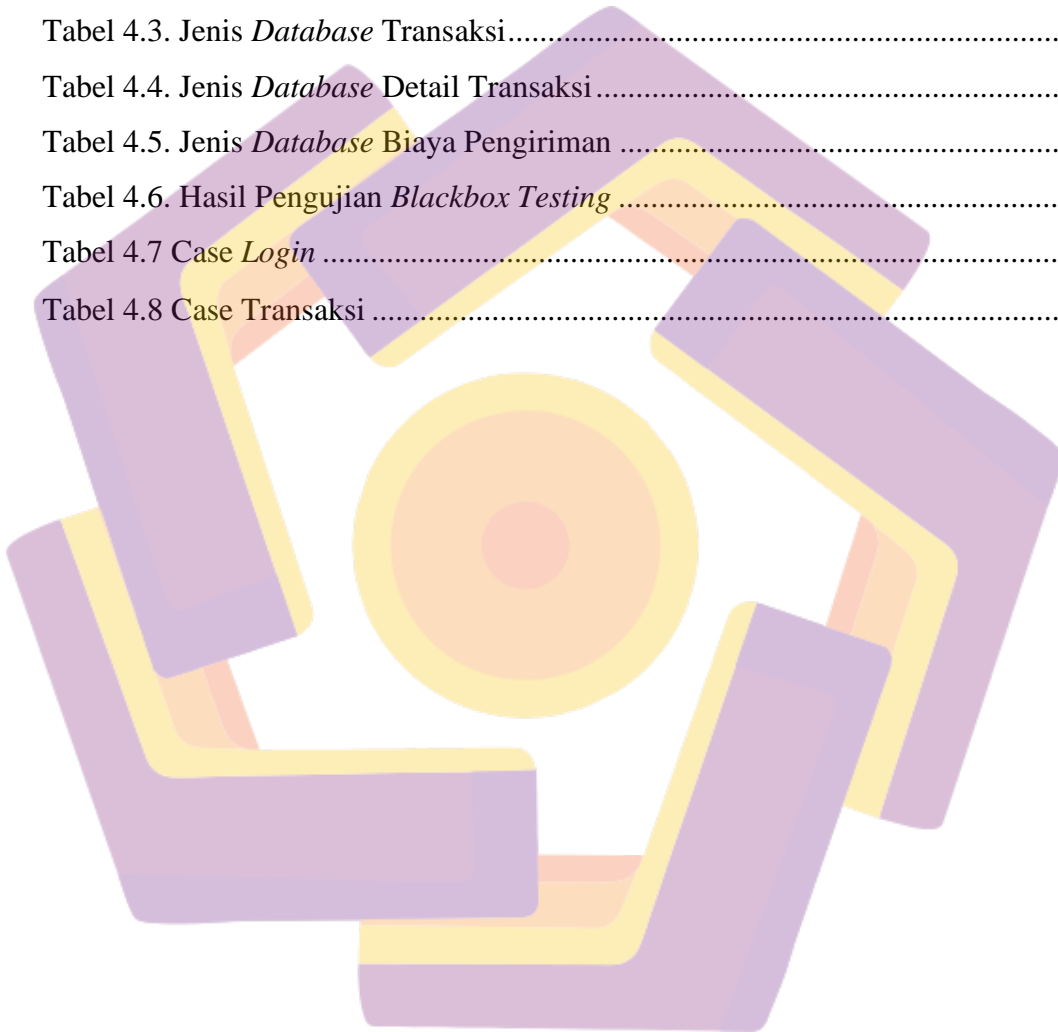 Tabel 4.3. Jenis Database Transaksi.......................................................................
Tabel 4.4. Jenis Database Detail Transaksi...........................................................
Tabel 4.5. Jenis Database Biaya Pengiriman ........................................................
Tabel 4.6. Hasil Pengujian Blackbox Testing ........................................................
Tabel 4.7 Case Login ..............................................................................................
Tabel 4.8 Case Transaksi ........................................................................................